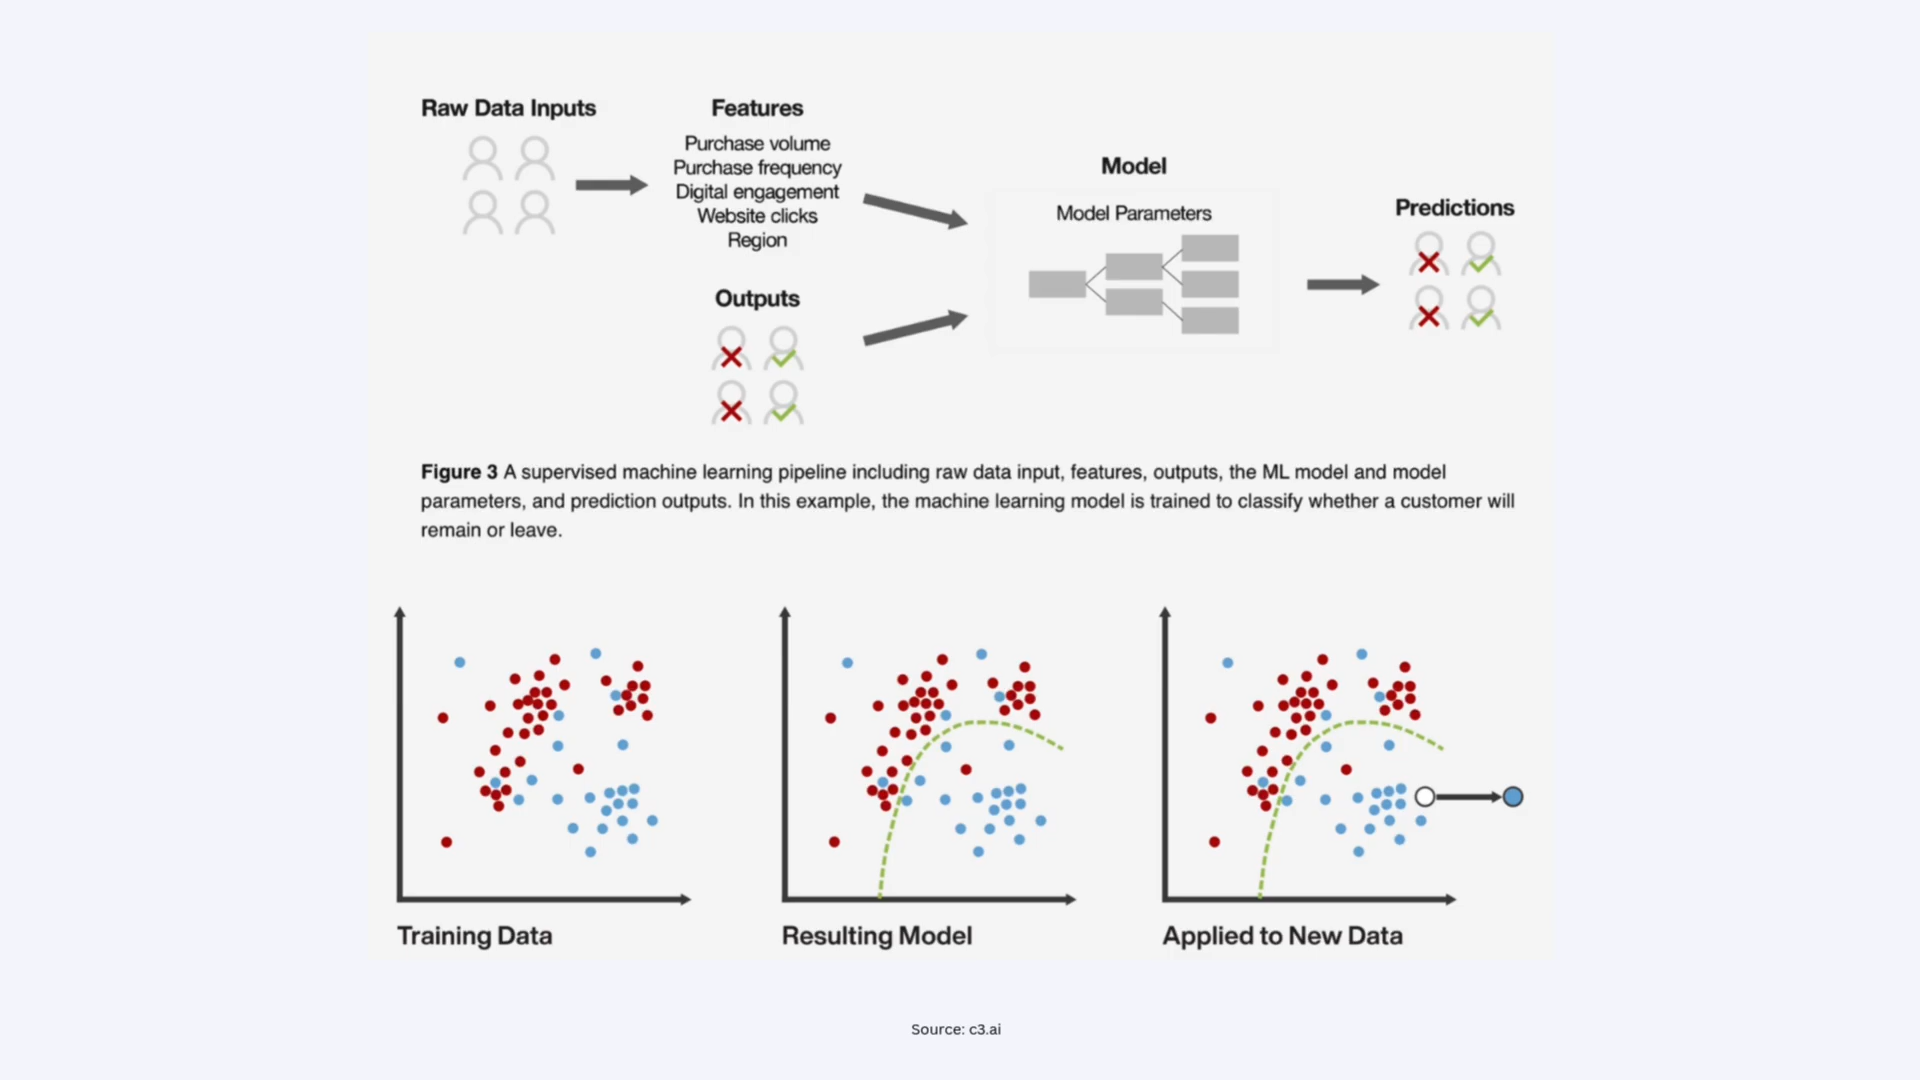 Raw Data Inputs
Features
Purchase volume
Purchase frequency
Digital engagement
Website clicks
Region
Outputs
Model
Model Parameters
Predictions
Figure 3 A supervised machine learning pipeline including raw data input, features, outputs, the ML model and model
parameters, and prediction outputs. In this example, the machine learning model is trained to classify whether a customer will
remain or leave.
Training Data
Resulting Model
Applied to New Data
Source: c3.ai